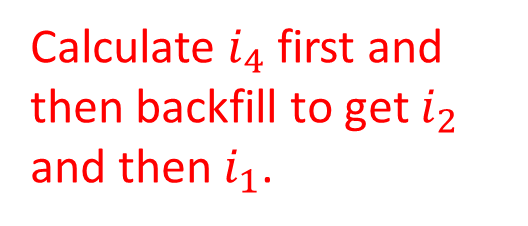 Calculate i₄ first and
then backfill to get i₂
and then i₁.